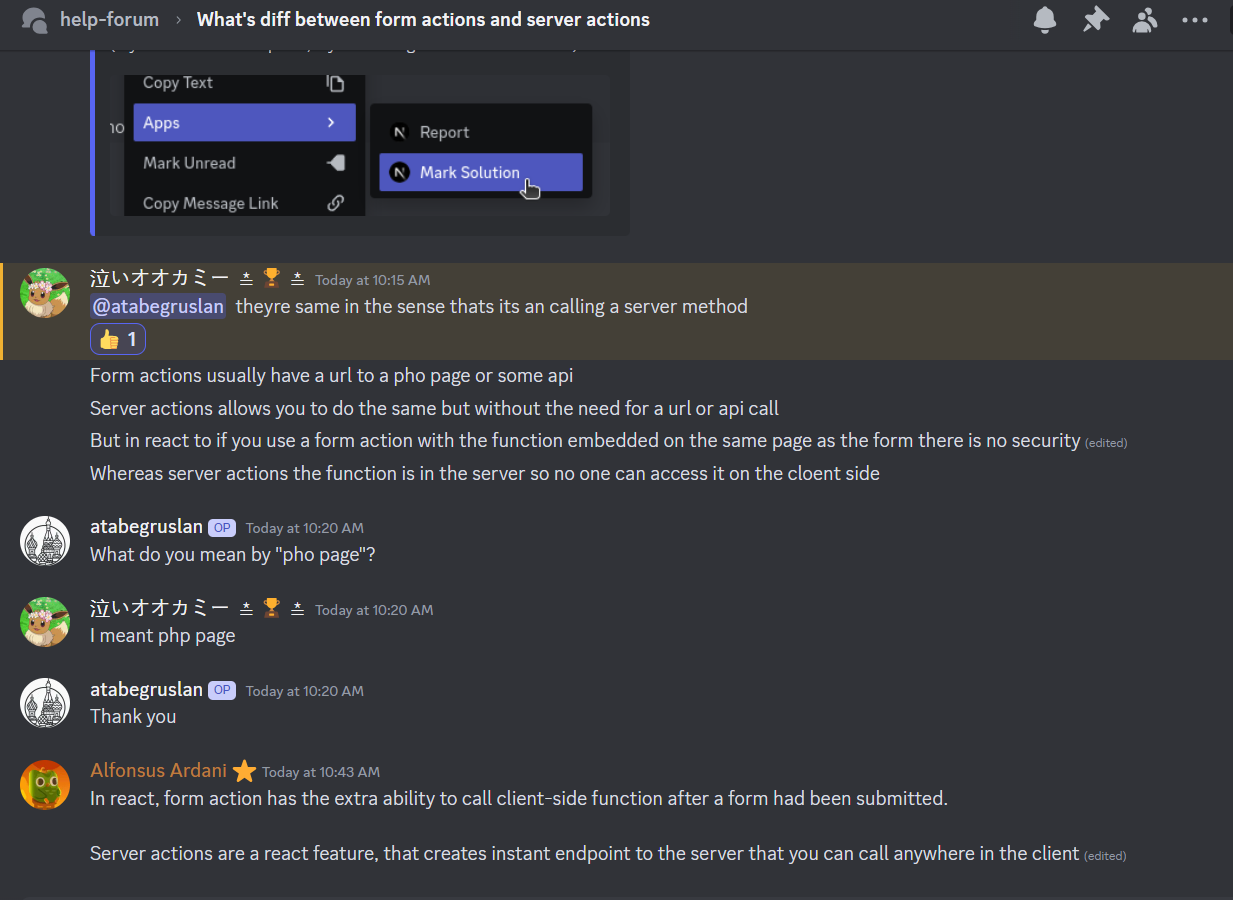 help-forum › What's diff between form actions and server actions
Copy Text
Apps
Mark Unread
Copy Message Link
N Report
N Mark Solution
泣いオオカミー Today at 10:15 AM
@atabegruslan theyre same in the sense thats its an calling a server method
👍 1
Form actions usually have a url to a pho page or some api
Server actions allows you to do the same but without the need for a url or api call
But in react to if you use a form action with the function embedded on the same page as the form there is no security (edited)
Whereas server actions the function is in the server so no one can access it on the cloent side
atabegruslan OP Today at 10:20 AM
What do you mean by "pho page"?
泣いオオカミー Today at 10:20 AM
I meant php page
atabegruslan OP Today at 10:20 AM
Thank you
Alfonsus Ardani Today at 10:43 AM
In react, form action has the extra ability to call client-side function after a form had been submitted.
Server actions are a react feature, that creates instant endpoint to the server that you can call anywhere in the client (edited)